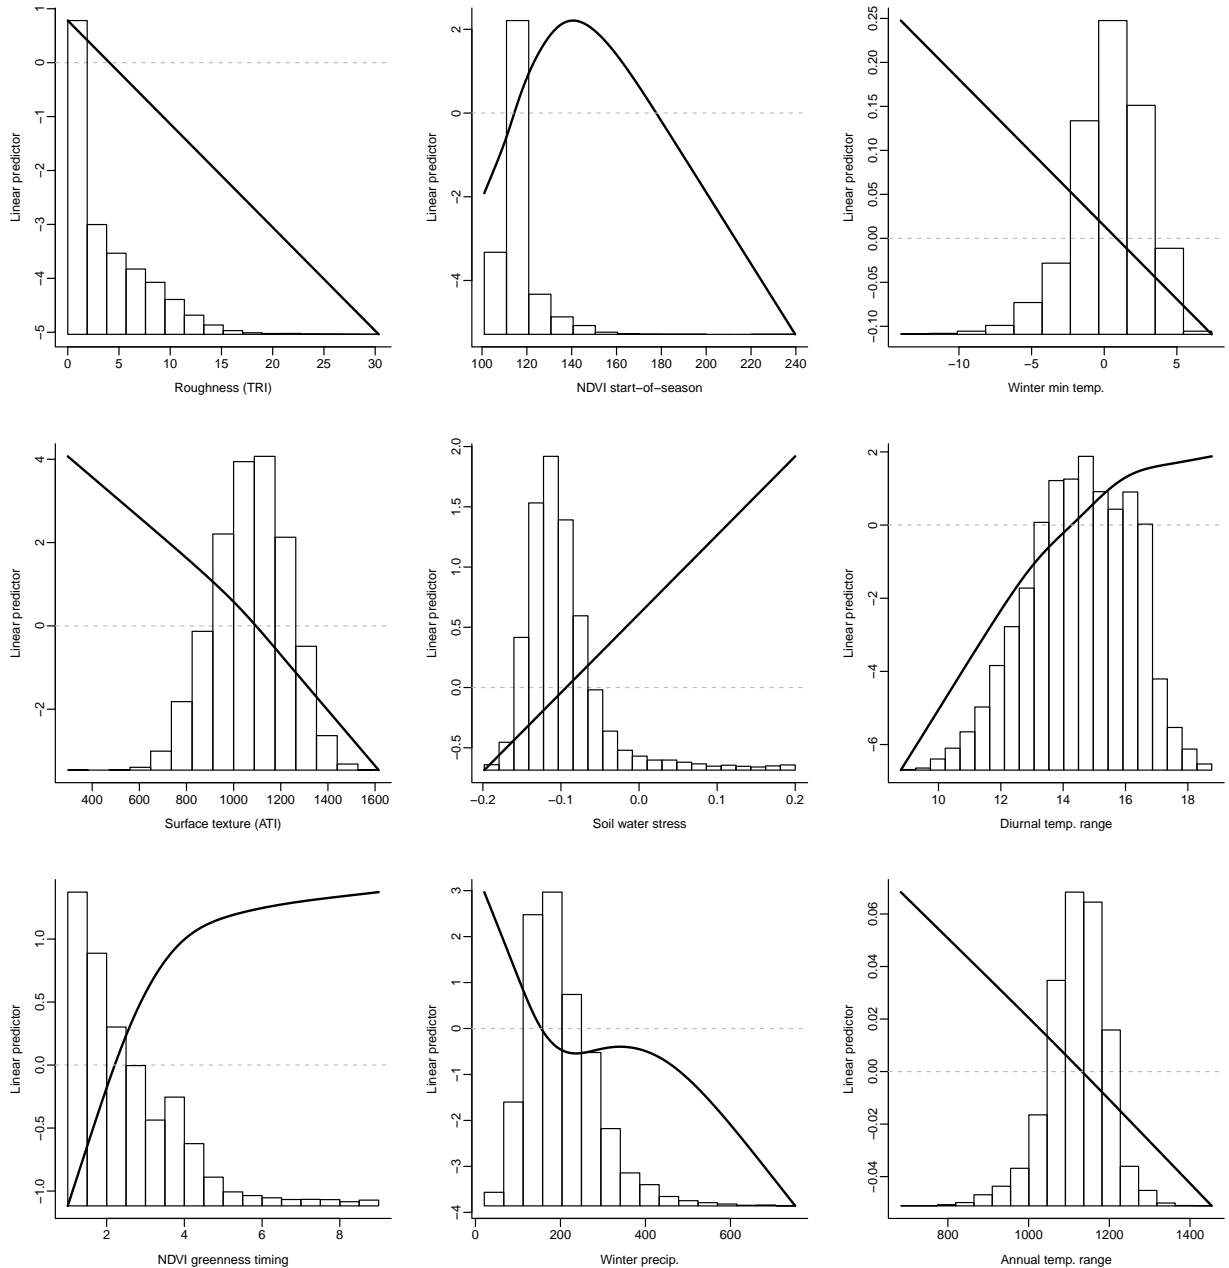 Linear predictor
1
0
−1
−2
−3
−4
−5
0 5 10 15 20 25 30
Roughness (TRI)
Linear predictor
2
0
−2
−4
100 120 140 160 180 200 220 240
NDVI start−of−season
Linear predictor
0.25
0.20
0.15
0.10
0.05
0.00
−0.05
−0.10
−10 −5 0 5
Winter min temp.
Linear predictor
4
2
0
−2
400 600 800 1000 1200 1400 1600
Surface texture (ATI)
Linear predictor
2.0
1.5
1.0
0.5
0.0
−0.5
−0.2 −0.1 0.0 0.1 0.2
Soil water stress
Linear predictor
2
0
−2
−4
−6
10 12 14 16 18
Diurnal temp. range
Linear predictor
1.0
0.5
0.0
−0.5
−1.0
2 4 6 8
NDVI greenness timing
Linear predictor
3
2
1
0
−1
−2
−3
−4
0 200 400 600
Winter precip.
Linear predictor
0.06
0.04
0.02
0.00
−0.02
−0.04
800 1000 1200 1400
Annual temp. range